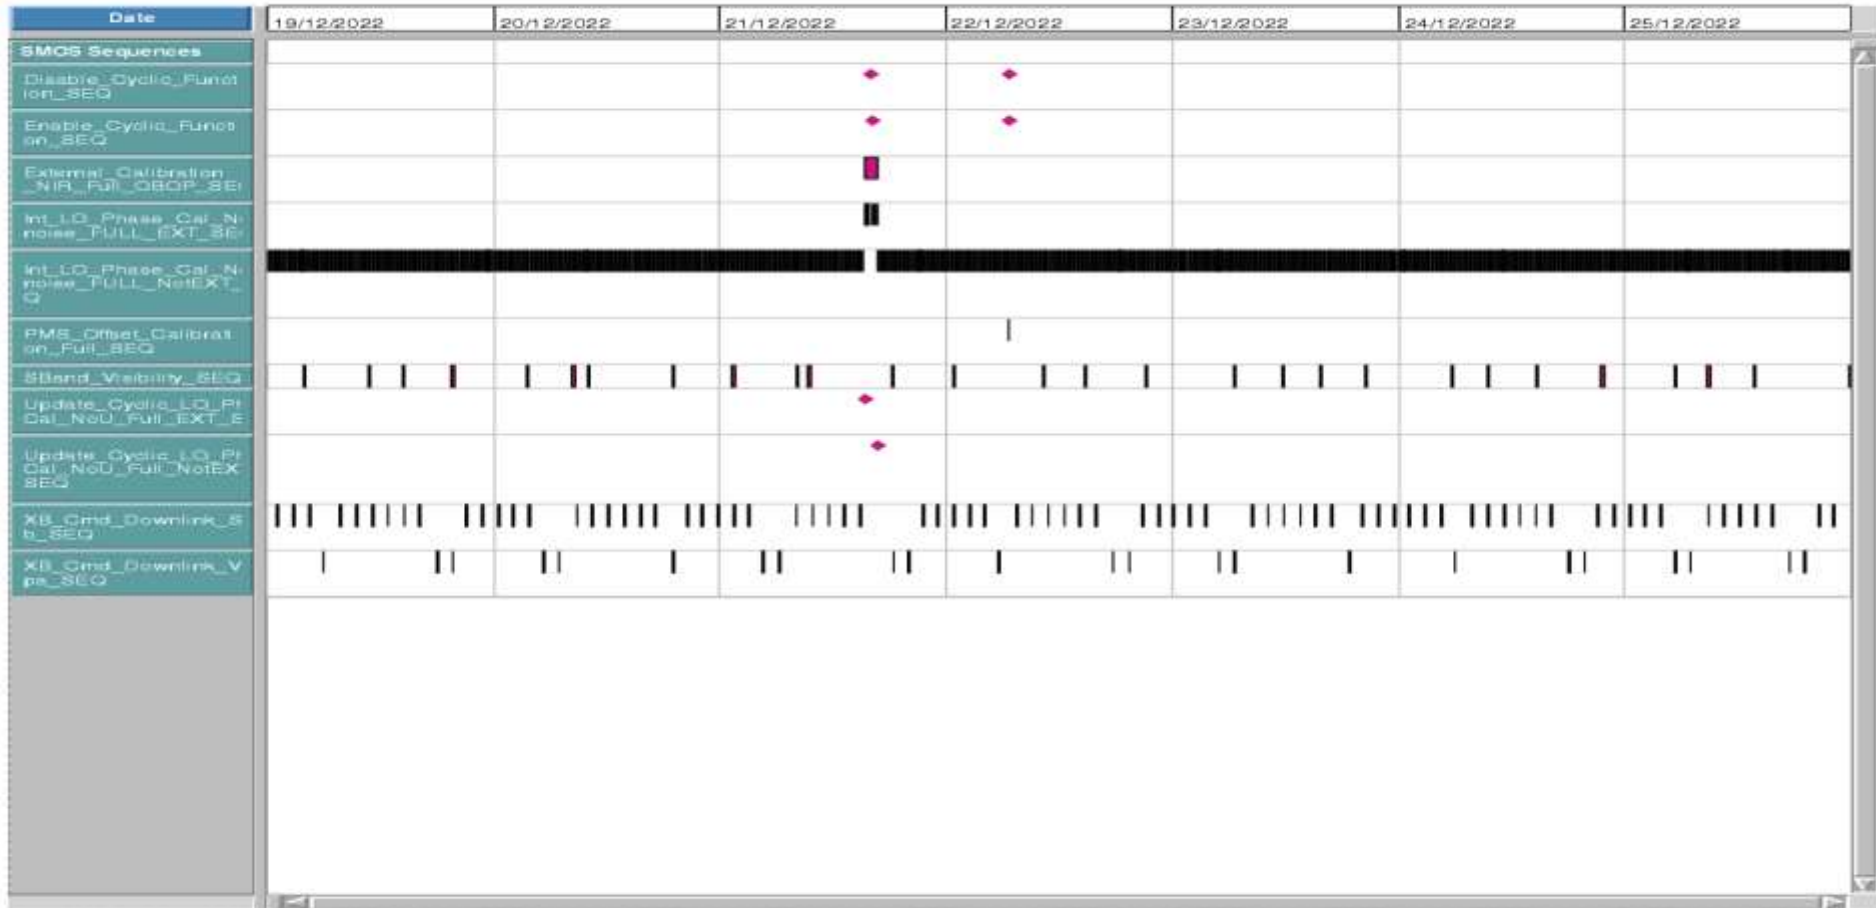 Date
19/12/2022
20/12/2022
21/12/2022
22/12/2022
23/12/2022
24/12/2022
25/12/2022
SMOS Sequences
Disable_Cyclic_Funct
ion_SEQ
Enable_Cyclic_Functi
on_SEQ
External_Calibration
_NIR_Full_OBOP_SE
Int_LO_Phase_Cal_N
noise_FULL_EXT_SE
Int_LO_Phase_Cal_N
noise_FULL_NotEXT_
Q
PMS_Offset_Calibrati
on_Full_SEQ
SBand_Visibility_SEQ
Update_Cyclic_LO_P
Cal_NoU_Full_EXT_S
Update_Cyclic_LO_P
Cal_NoU_Full_NotEX
SEQ
XB_Cmd_Downlink_S
b_SEQ
XB_Cmd_Downlink_V
pa_SEQ